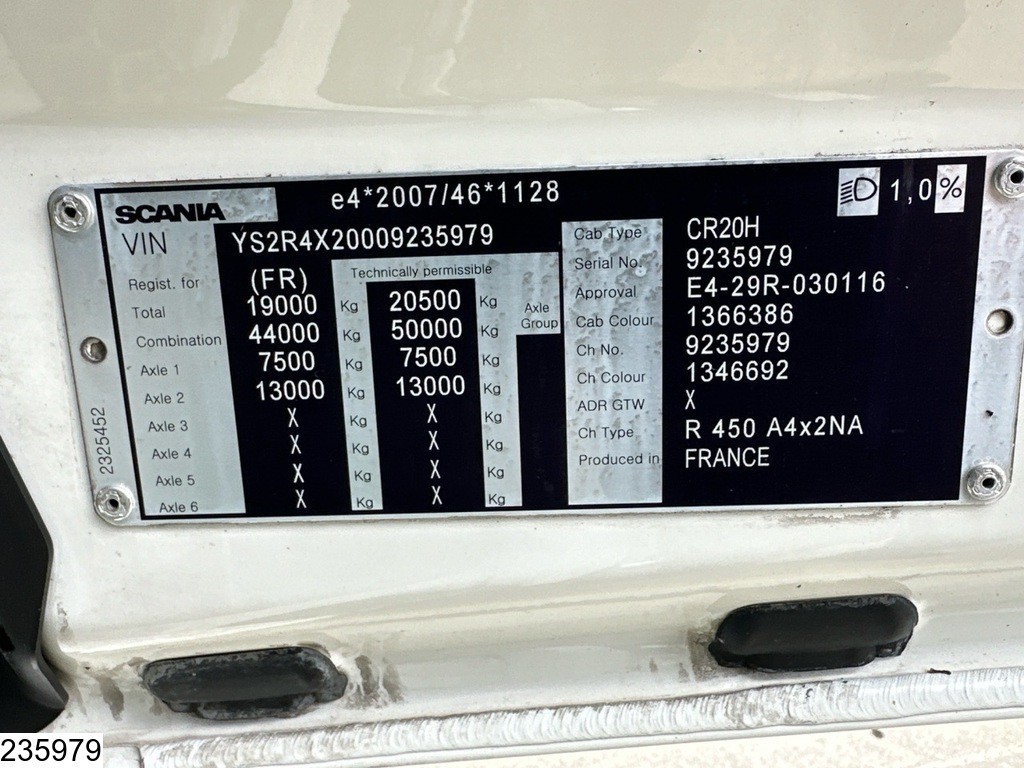 SCANIA e4*2007/46*1128 1,0%
VIN YS2R4X20009235979
Regist. for (FR) Technically permissible
Total 19000 Kg 20500 Kg Axle Group
Combination 44000 Kg 50000 Kg
Axle 1 7500 Kg 7500 Kg
Axle 2 13000 Kg 13000 Kg
Axle 3 X Kg X Kg
Axle 4 X Kg X Kg
Axle 5 X Kg X Kg
Axle 6 X Kg X Kg
Cab Type CR20H
Serial No. 9235979
Approval E4-29R-030116
Cab Colour 1366386
Ch No. 9235979
Ch Colour 1346692
ADR GTW X
Ch Type R 450 A4x2NA
Produced in FRANCE
2325452
235979